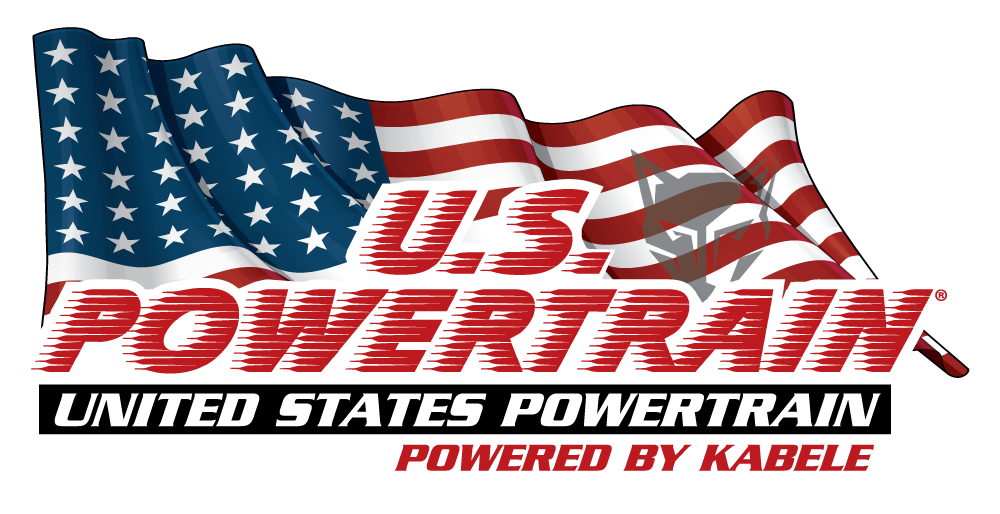 U.S.
POWERTRAIN®
UNITED STATES POWERTRAIN
POWERED BY KABELE